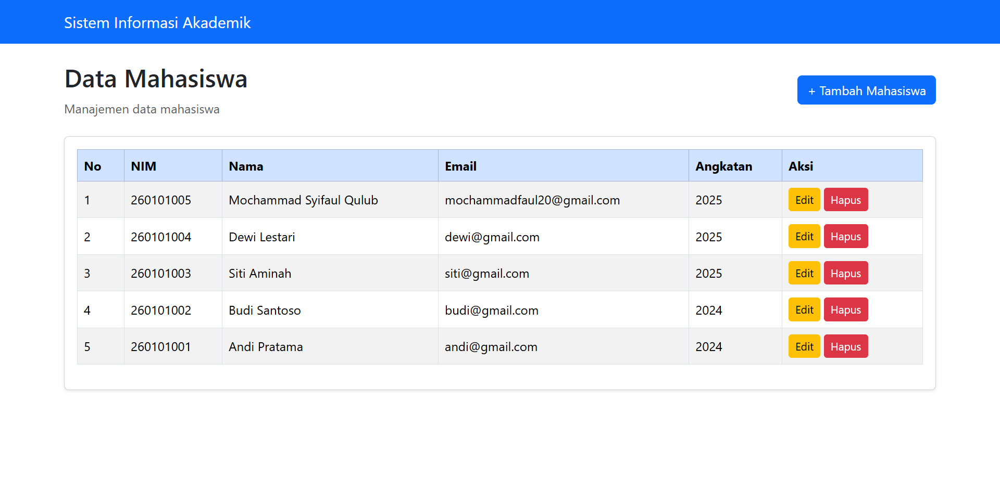 Sistem Informasi Akademik
Data Mahasiswa
Manajemen data mahasiswa
+ Tambah Mahasiswa
No NIM Nama Email Angkatan Aksi
1 260101005 Mochammad Syifaul Qulub mochammadfaul20@gmail.com 2025 Edit Hapus
2 260101004 Dewi Lestari dewi@gmail.com 2025 Edit Hapus
3 260101003 Siti Aminah siti@gmail.com 2025 Edit Hapus
4 260101002 Budi Santoso budi@gmail.com 2024 Edit Hapus
5 260101001 Andi Pratama andi@gmail.com 2024 Edit Hapus